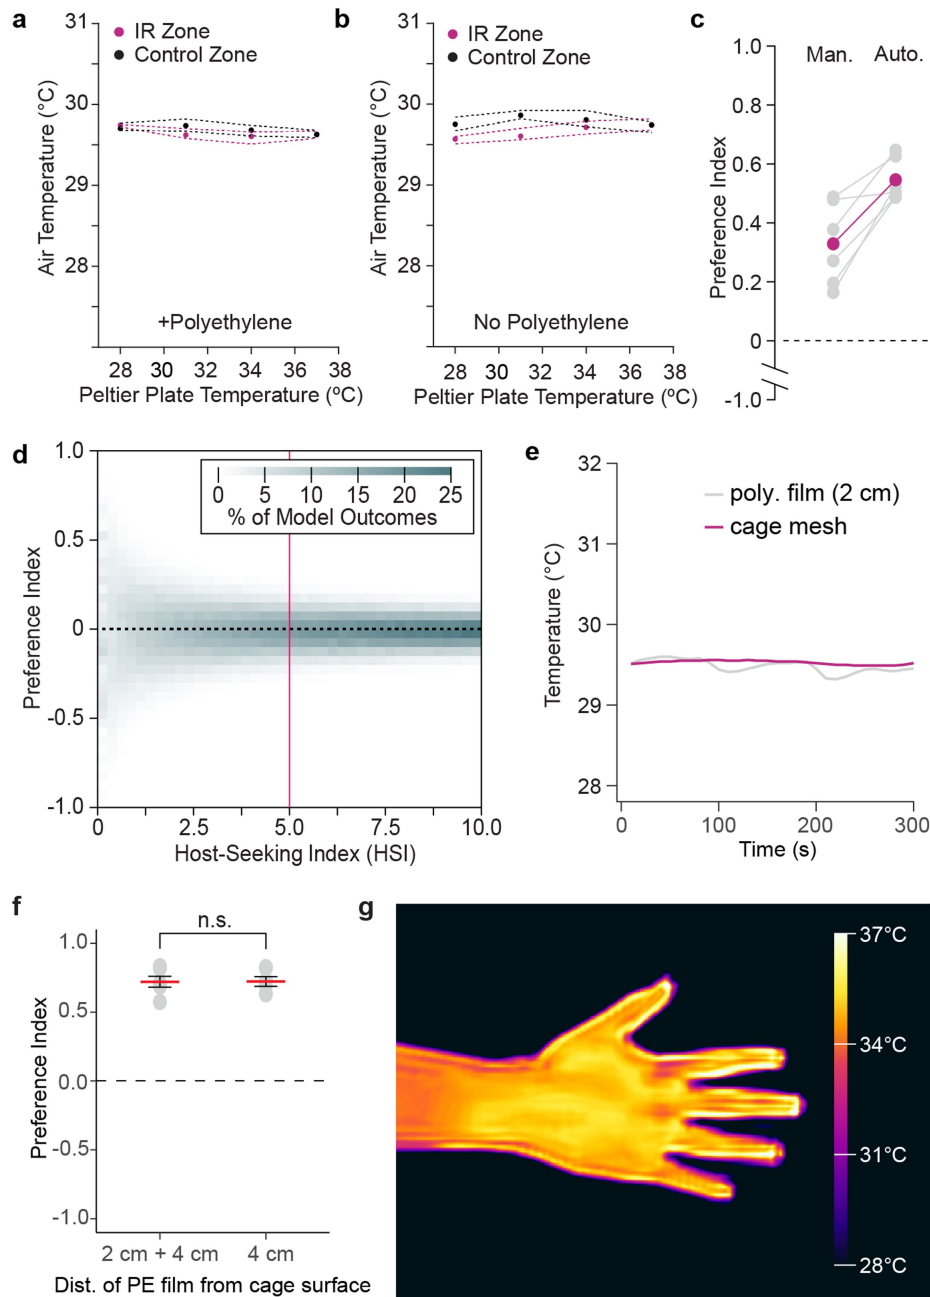 a
31
30
29
28
Air Temperature (°C)
IR Zone
Control Zone
+Polyethylene
28 30 32 34 36 38
Peltier Plate Temperature (ºC)
b
31
30
29
28
Air Temperature (°C)
IR Zone
Control Zone
No Polyethylene
28 30 32 34 36 38
Peltier Plate Temperature (ºC)
c
Man. Auto.
1.0
0.8
0.6
0.4
0.2
0
-1.0
Preference Index
d
1.0
0.5
0
-0.5
-1.0
Preference Index
0 5 10 15 20 25
% of Model Outcomes
0 2.5 5.0 7.5 10.0
Host-Seeking Index (HSI)
e
32
31
30
29
28
Temperature (°C)
poly. film (2 cm)
cage mesh
0 100 200 300
Time (s)
f
n.s.
1.0
0.5
0.0
-0.5
-1.0
Preference Index
2 cm + 4 cm 4 cm
Dist. of PE film from cage surface
g
37°C
34°C
31°C
28°C